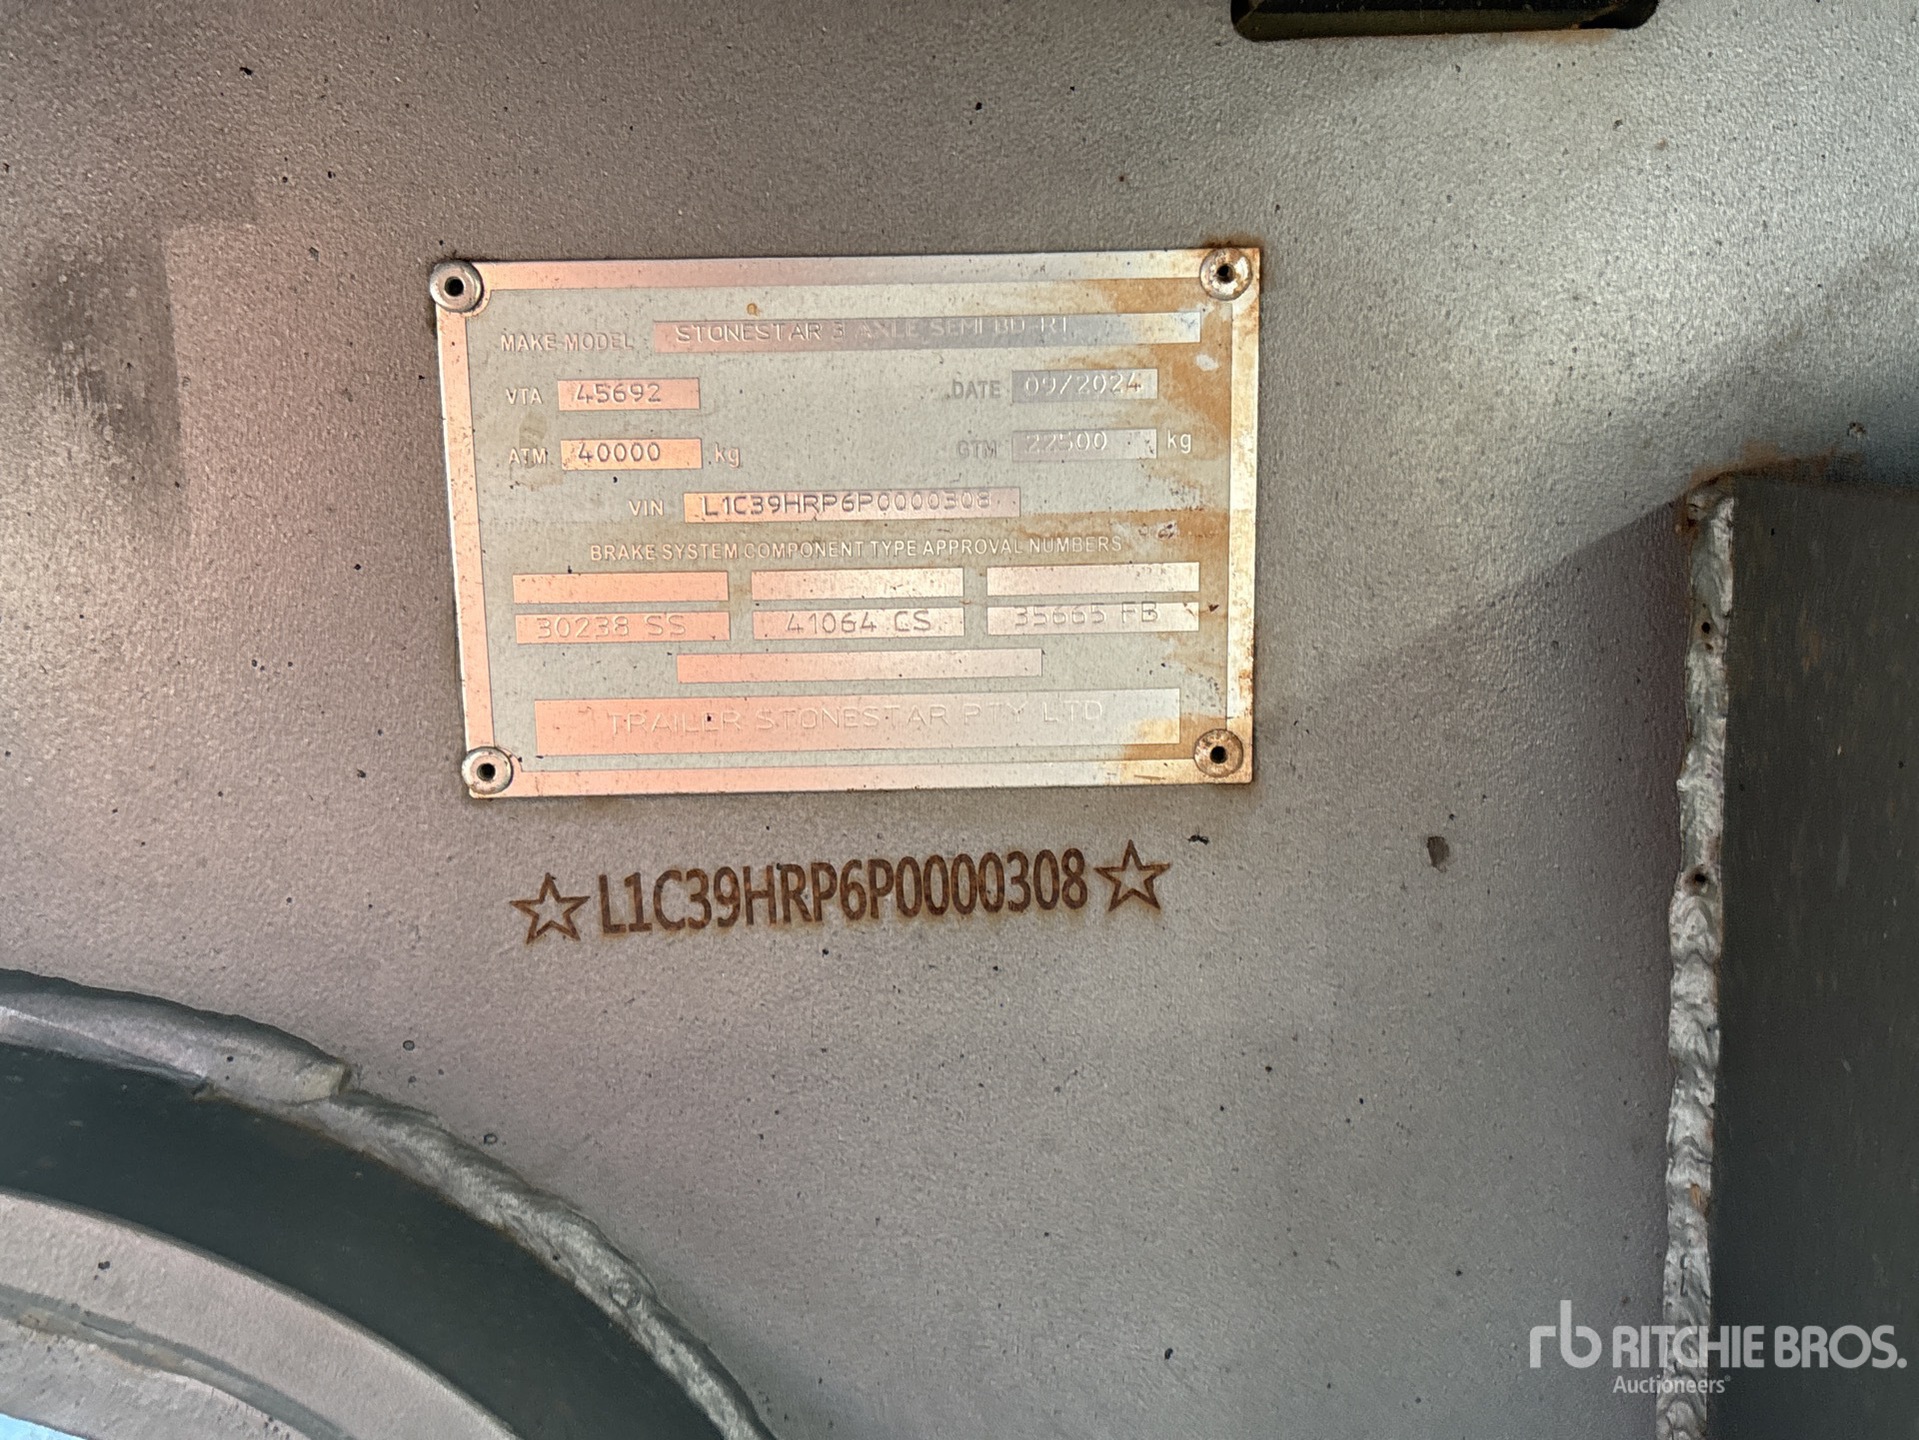 MAKE-MODEL STONESTAR 3 AXLE SEMI BD-RT
VTA 45692 DATE 09/2024
ATM 40000 kg GTM 22500 kg
VIN L1C39HRP6P0000308
BRAKE SYSTEM COMPONENT TYPE APPROVAL NUMBERS
30238 SS 41064 CS 35665 FB
TRAILER STONESTAR PTY LTD
☆L1C39HRP6P0000308☆
rb RITCHIE BROS.
Auctioneers®